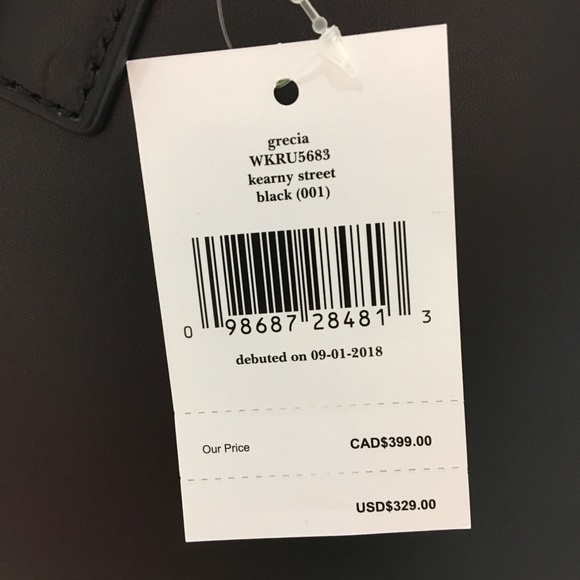 grecia
WKRU5683
kearny street
black (001)
0 98687 28481 3
debuted on 09-01-2018
Our Price CAD$399.00
USD$329.00